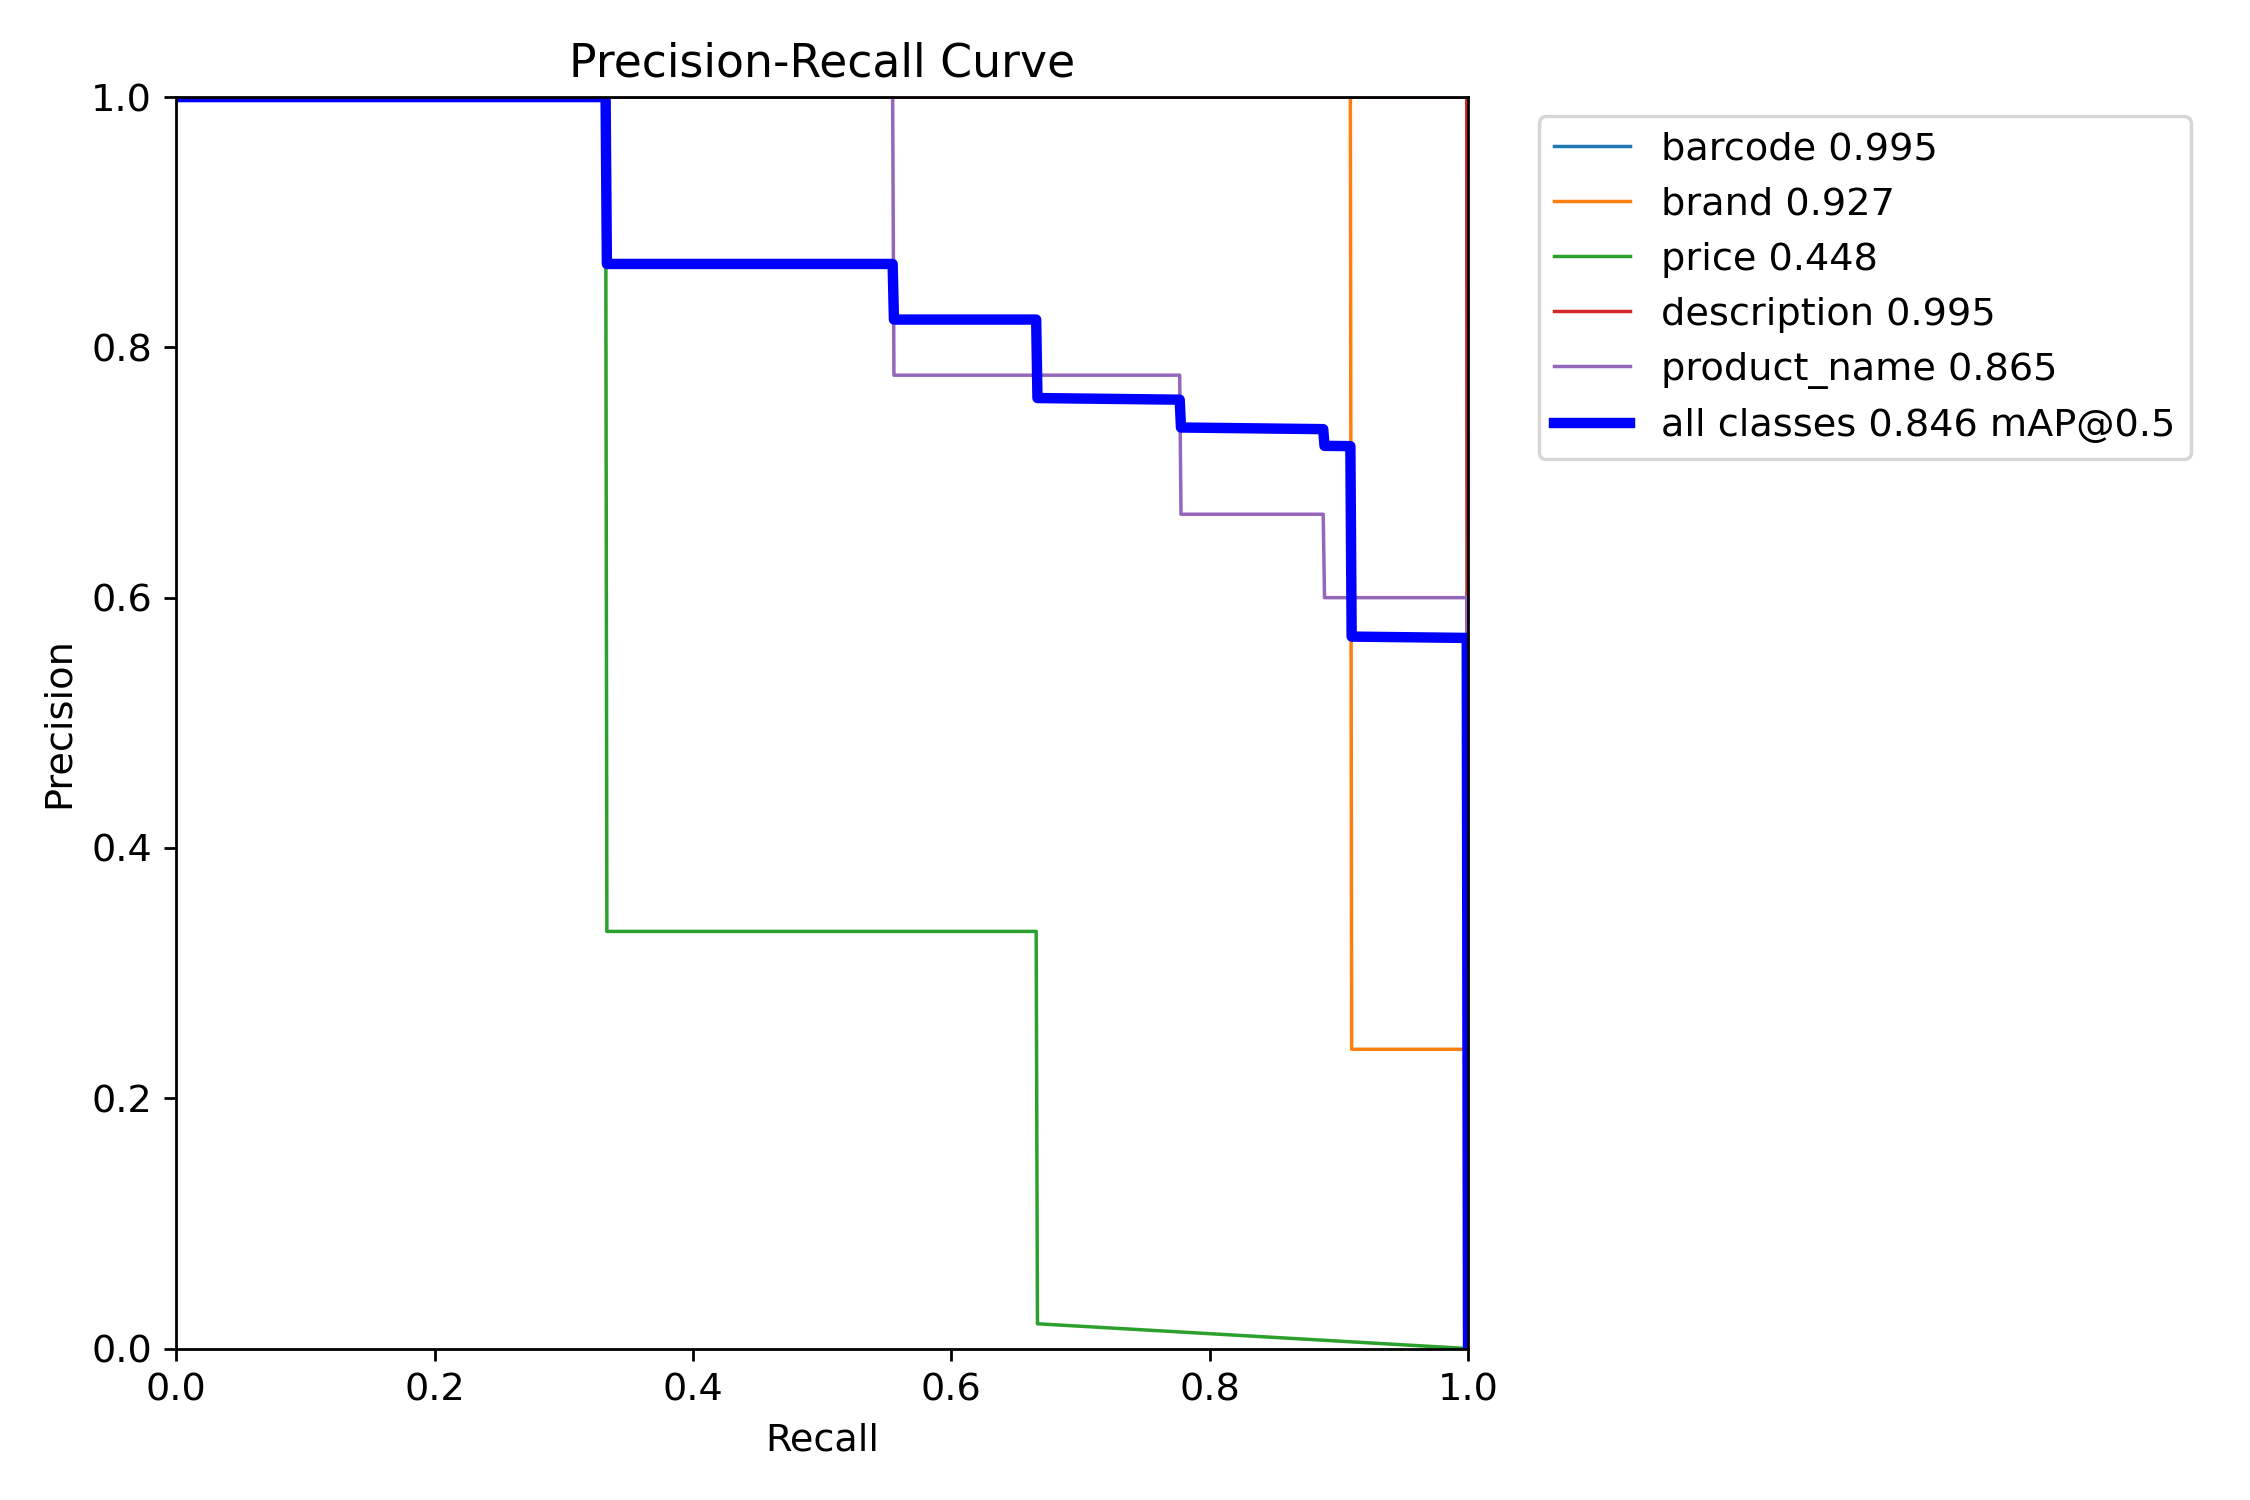 Precision-Recall Curve
1.0
0.8
0.6
0.4
0.2
0.0
Precision
0.0 0.2 0.4 0.6 0.8 1.0
Recall
barcode 0.995
brand 0.927
price 0.448
description 0.995
product_name 0.865
all classes 0.846 mAP@0.5